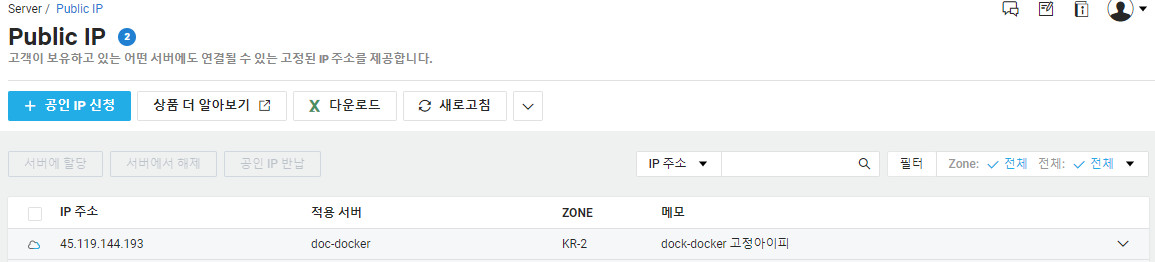 Server / Public IP
Public IP 2
고객이 보유하고 있는 어떤 서버에도 연결될 수 있는 고정된 IP 주소를 제공합니다.
+ 공인 IP 신청 상품 더 알아보기 X 다운로드 새로고침
서버에 할당 서버에서 해제 공인 IP 반납 IP 주소 필터 Zone: 전체 전체: 전체
IP 주소 적용 서버 ZONE 메모
45.119.144.193 doc-docker KR-2 dock-docker 고정아이피